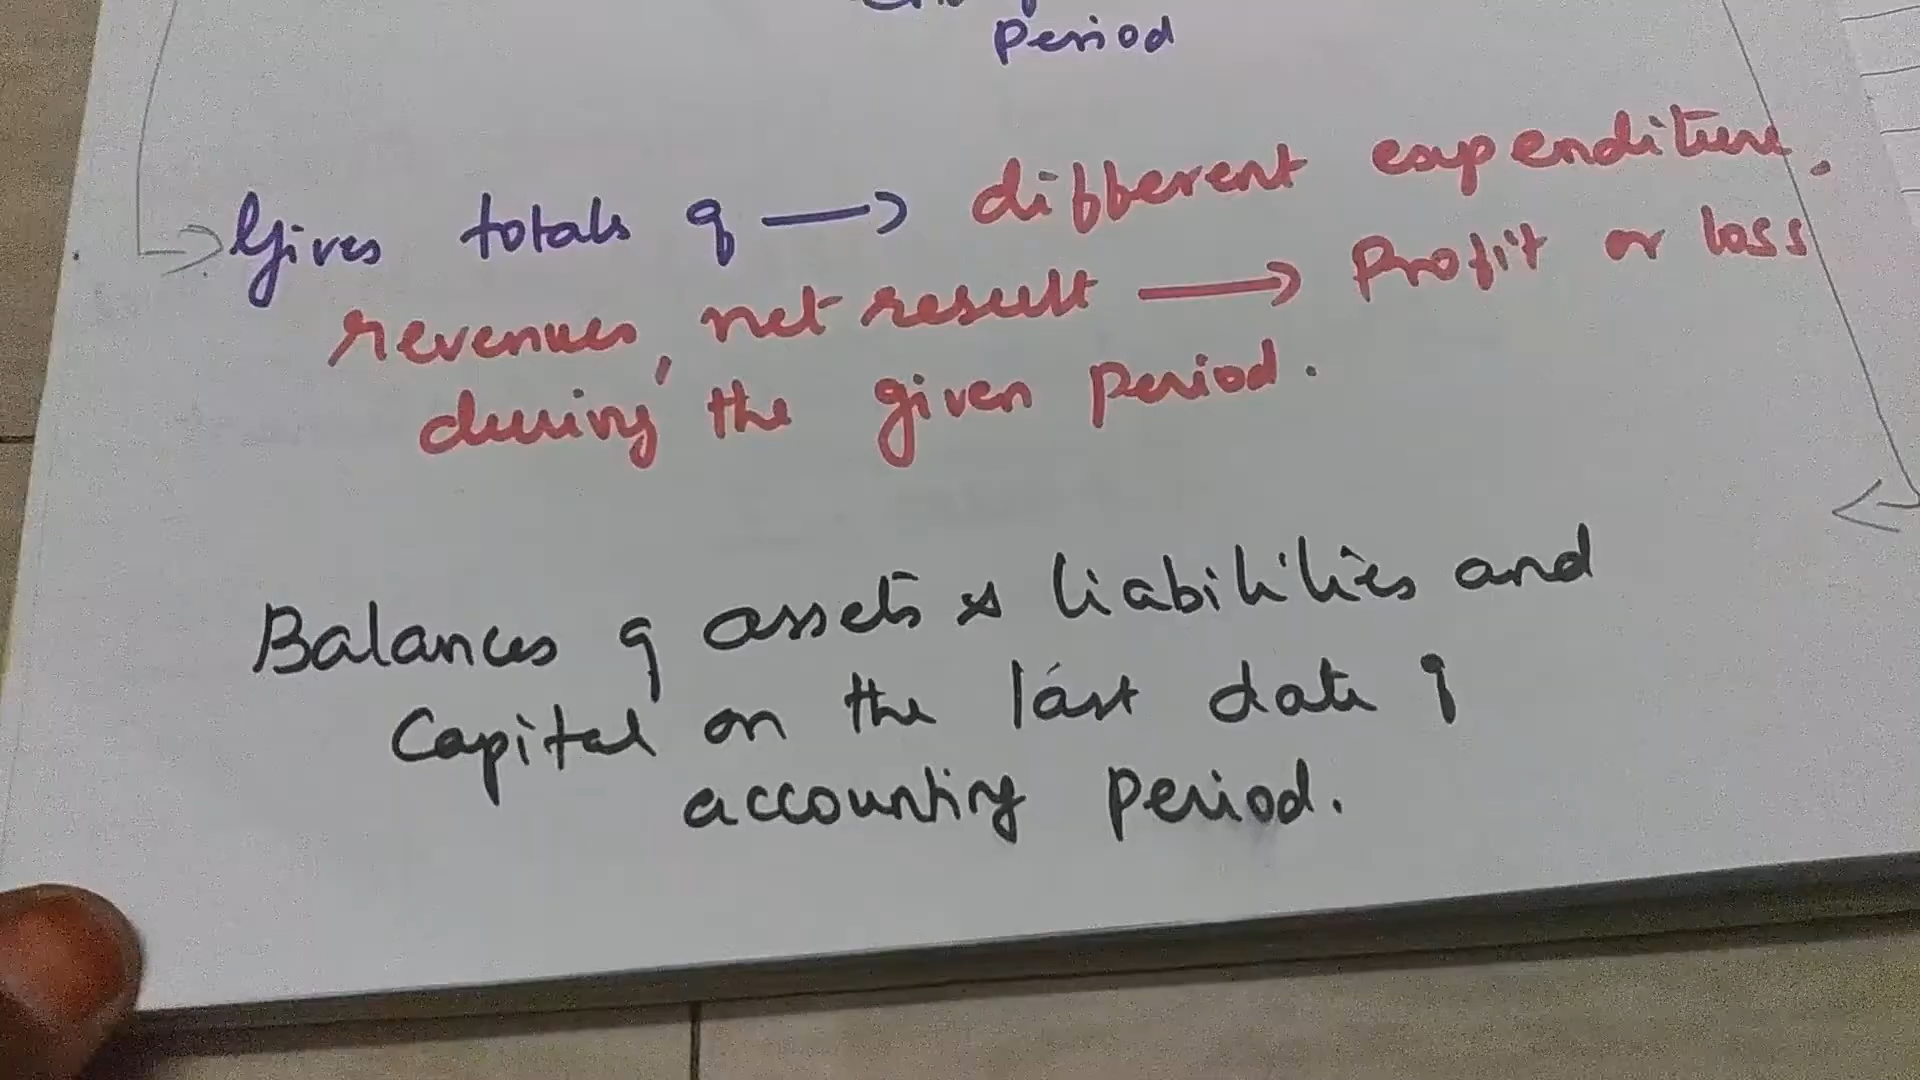 Period
Gives totals of → different expenditure,
revenues, net result → Profit or loss
during the given period.
Balances of assets & liabilities and
Capital on the last date of
accounting period.